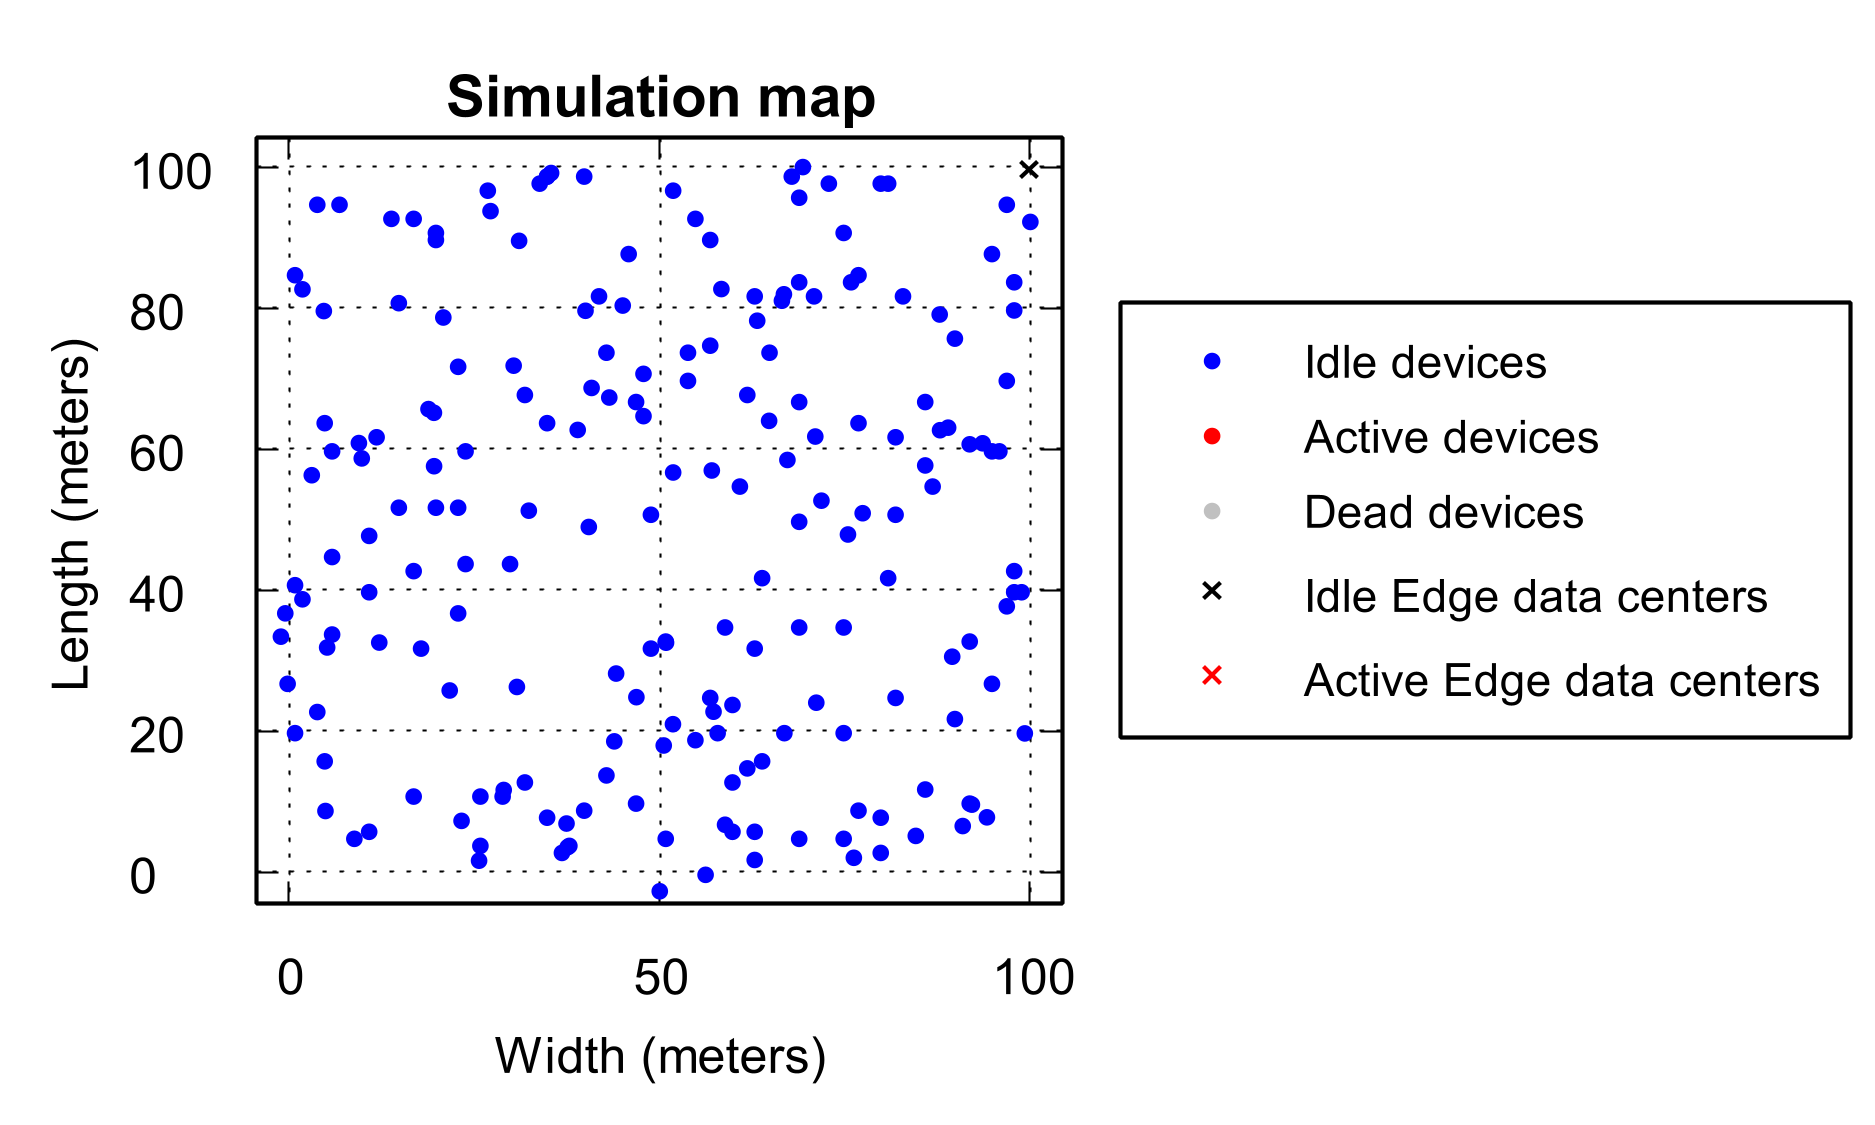 Simulation map
100
80
60
40
20
0
Length (meters)
0 50 100
Width (meters)
Idle devices
Active devices
Dead devices
Idle Edge data centers
Active Edge data centers